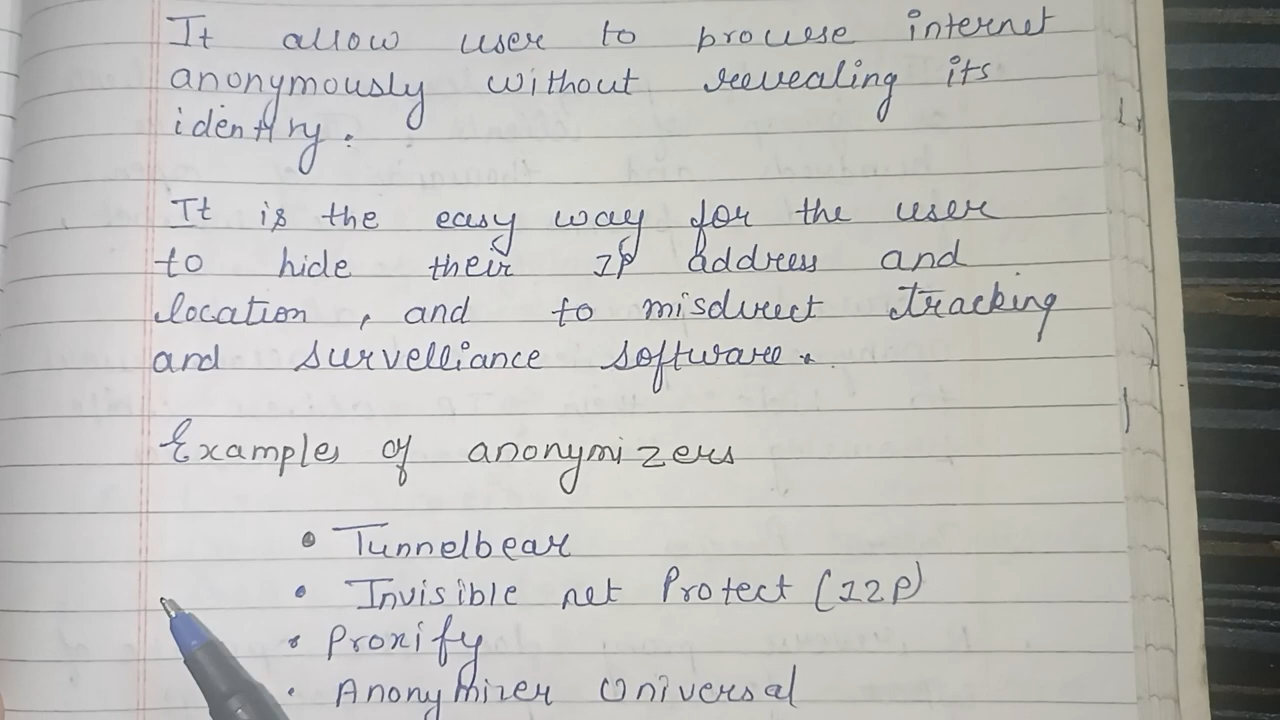 It allow user to browse internet
anonymously without revealing its
identity.
It is the easy way for the user
to hide their IP address and
location, and to misdirect tracking
and survelliance software.
Examples of anonymizers
• Tunnelbear
• Invisible net Protect (I2P)
• Proxify
• Anonymizer Universal